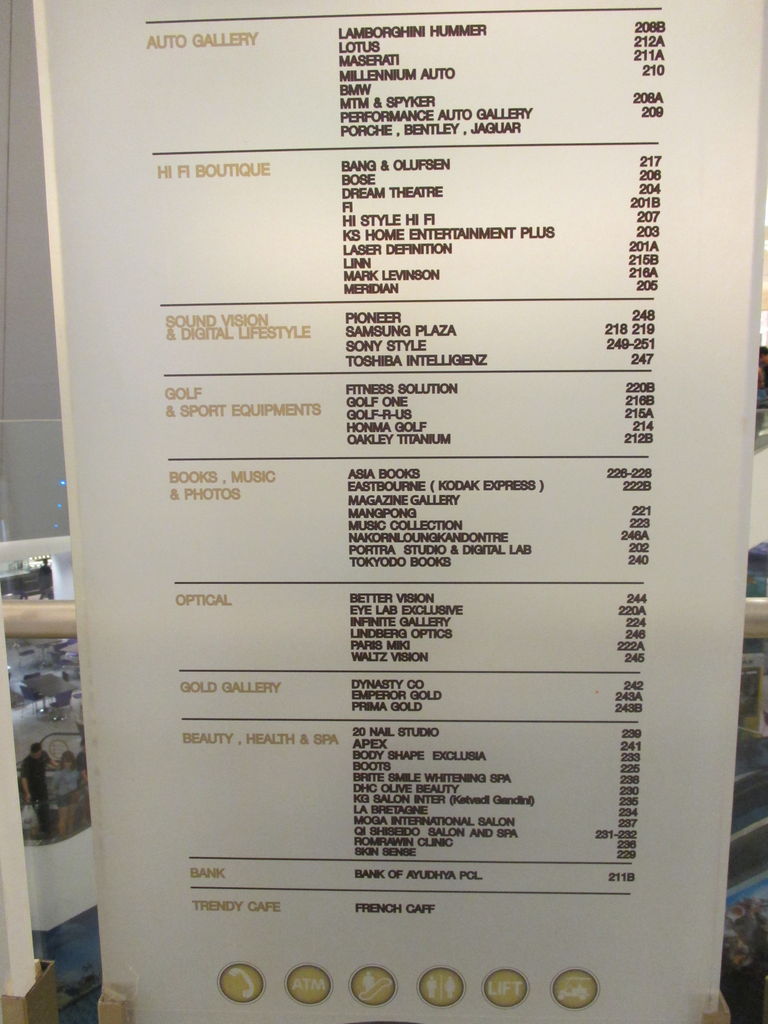 AUTO GALLERY
LAMBORGHINI HUMMER 208B
LOTUS 212A
MASERATI 211A
MILLENNIUM AUTO 210
BMW
MTM & SPYKER 208A
PERFORMANCE AUTO GALLERY 209
PORCHE , BENTLEY , JAGUAR
HI FI BOUTIQUE
BANG & OLUFSEN 217
BOSE 206
DREAM THEATRE 204
FI 201B
HI STYLE HI FI 207
KS HOME ENTERTAINMENT PLUS 203
LASER DEFINITION 201A
LINN 215B
MARK LEVINSON 216A
MERIDIAN 205
SOUND VISION
& DIGITAL LIFESTYLE
PIONEER 248
SAMSUNG PLAZA 218 219
SONY STYLE 249-251
TOSHIBA INTELLIGENZ 247
GOLF
& SPORT EQUIPMENTS
FITNESS SOLUTION 220B
GOLF ONE 216B
GOLF-R-US 215A
HONMA GOLF 214
OAKLEY TITANIUM 212B
BOOKS , MUSIC
& PHOTOS
ASIA BOOKS 226-228
EASTBOURNE ( KODAK EXPRESS ) 222B
MAGAZINE GALLERY
MANGPONG 221
MUSIC COLLECTION 223
NAKORNLOUNGKANDONTRE 246A
PORTRA STUDIO & DIGITAL LAB 202
TOKYODO BOOKS 240
OPTICAL
BETTER VISION 244
EYE LAB EXCLUSIVE 220A
INFINITE GALLERY 224
LINDBERG OPTICS 246
PARIS MIKI 222A
WALTZ VISION 245
GOLD GALLERY
DYNASTY CO 242
EMPEROR GOLD 243A
PRIMA GOLD 243B
BEAUTY , HEALTH & SPA
20 NAIL STUDIO 239
APEX 241
BODY SHAPE EXCLUSIA 233
BOOTS 225
BRITE SMILE WHITENING SPA 238
DHC OLIVE BEAUTY 230
KG SALON INTER (Ketvadi Gandini) 235
LA BRETAGNE 234
MOGA INTERNATIONAL SALON 237
QI SHISEIDO SALON AND SPA 231-232
ROMRAWIN CLINIC 236
SKIN SENSE 229
BANK
BANK OF AYUDHYA PCL. 211B
TRENDY CAFE
FRENCH CAFF
ATM
LIFT